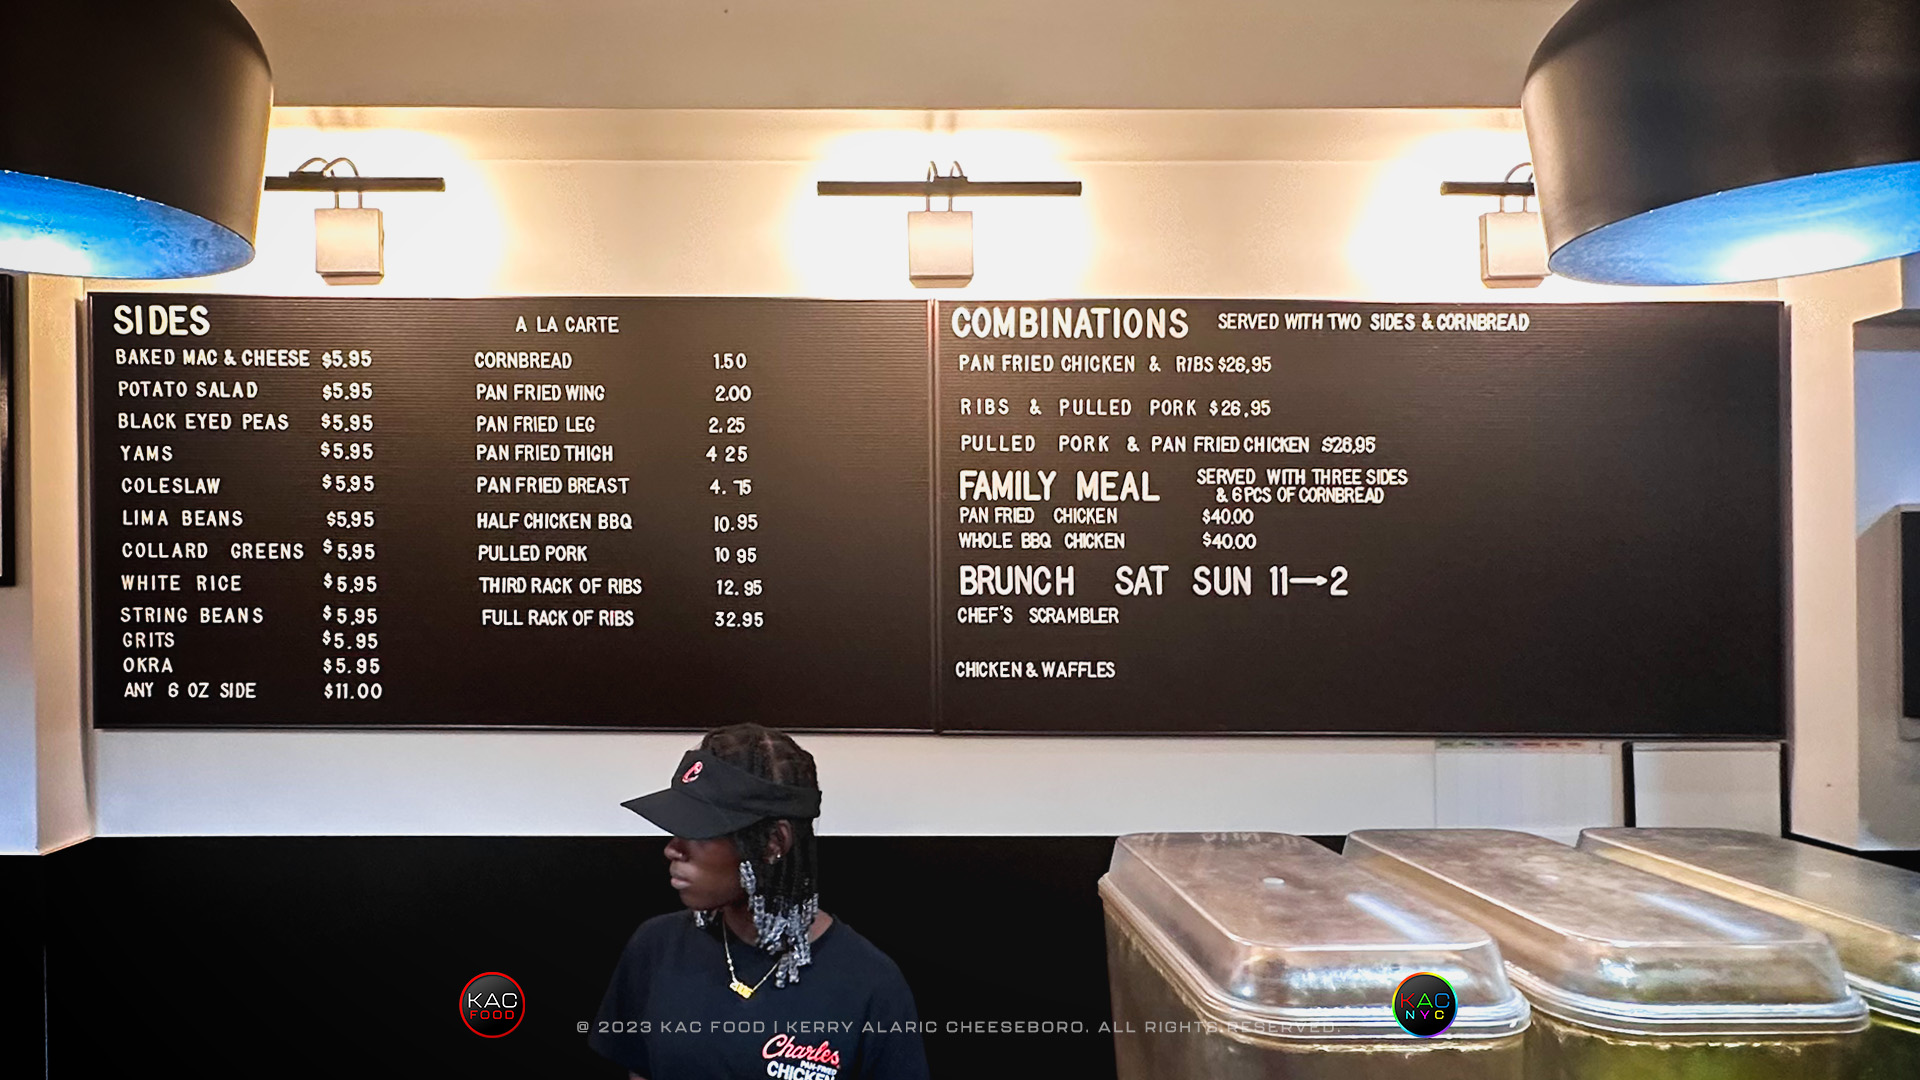 SIDES
A LA CARTE
BAKED MAC & CHEESE $5.95
POTATO SALAD $5.95
BLACK EYED PEAS $5.95
YAMS $5.95
COLESLAW $5.95
LIMA BEANS $5.95
COLLARD GREENS $5.95
WHITE RICE $5.95
STRING BEANS $5.95
GRITS $5.95
OKRA $5.95
ANY 6 OZ SIDE $11.00
CORNBREAD 1.50
PAN FRIED WING 2.00
PAN FRIED LEG 2.25
PAN FRIED THIGH 4 25
PAN FRIED BREAST 4.75
HALF CHICKEN BBQ 10.95
PULLED PORK 10 95
THIRD RACK OF RIBS 12.95
FULL RACK OF RIBS 32.95
COMBINATIONS SERVED WITH TWO SIDES & CORNBREAD
PAN FRIED CHICKEN & RIBS $26.95
RIBS & PULLED PORK $26.95
PULLED PORK & PAN FRIED CHICKEN $26.95
FAMILY MEAL SERVED WITH THREE SIDES
& 6 PCS OF CORNBREAD
PAN FRIED CHICKEN $40.00
WHOLE BBQ CHICKEN $40.00
BRUNCH SAT SUN 11→2
CHEF'S SCRAMBLER
CHICKEN & WAFFLES
C
Charles
PAN-FRIED
CHICKEN
KAC
FOOD
@ 2023 KAC FOOD | KERRY ALARIC CHEESEBORO. ALL RIGHTS RESERVED.
KAC
NYC